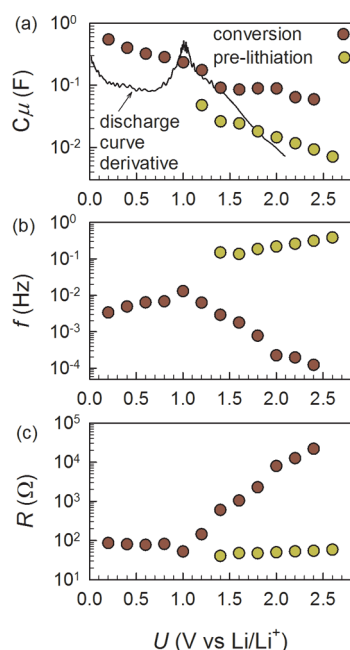 (a)
10⁰
10⁻¹
10⁻²
Cμ (F)
conversion
pre-lithiation
discharge
curve
derivative
0.0 0.5 1.0 1.5 2.0 2.5
(b)
10⁰
10⁻¹
10⁻²
10⁻³
10⁻⁴
f (Hz)
0.0 0.5 1.0 1.5 2.0 2.5
(c)
10⁵
10⁴
10³
10²
10¹
R (Ω)
0.0 0.5 1.0 1.5 2.0 2.5
U (V vs Li/Li⁺)